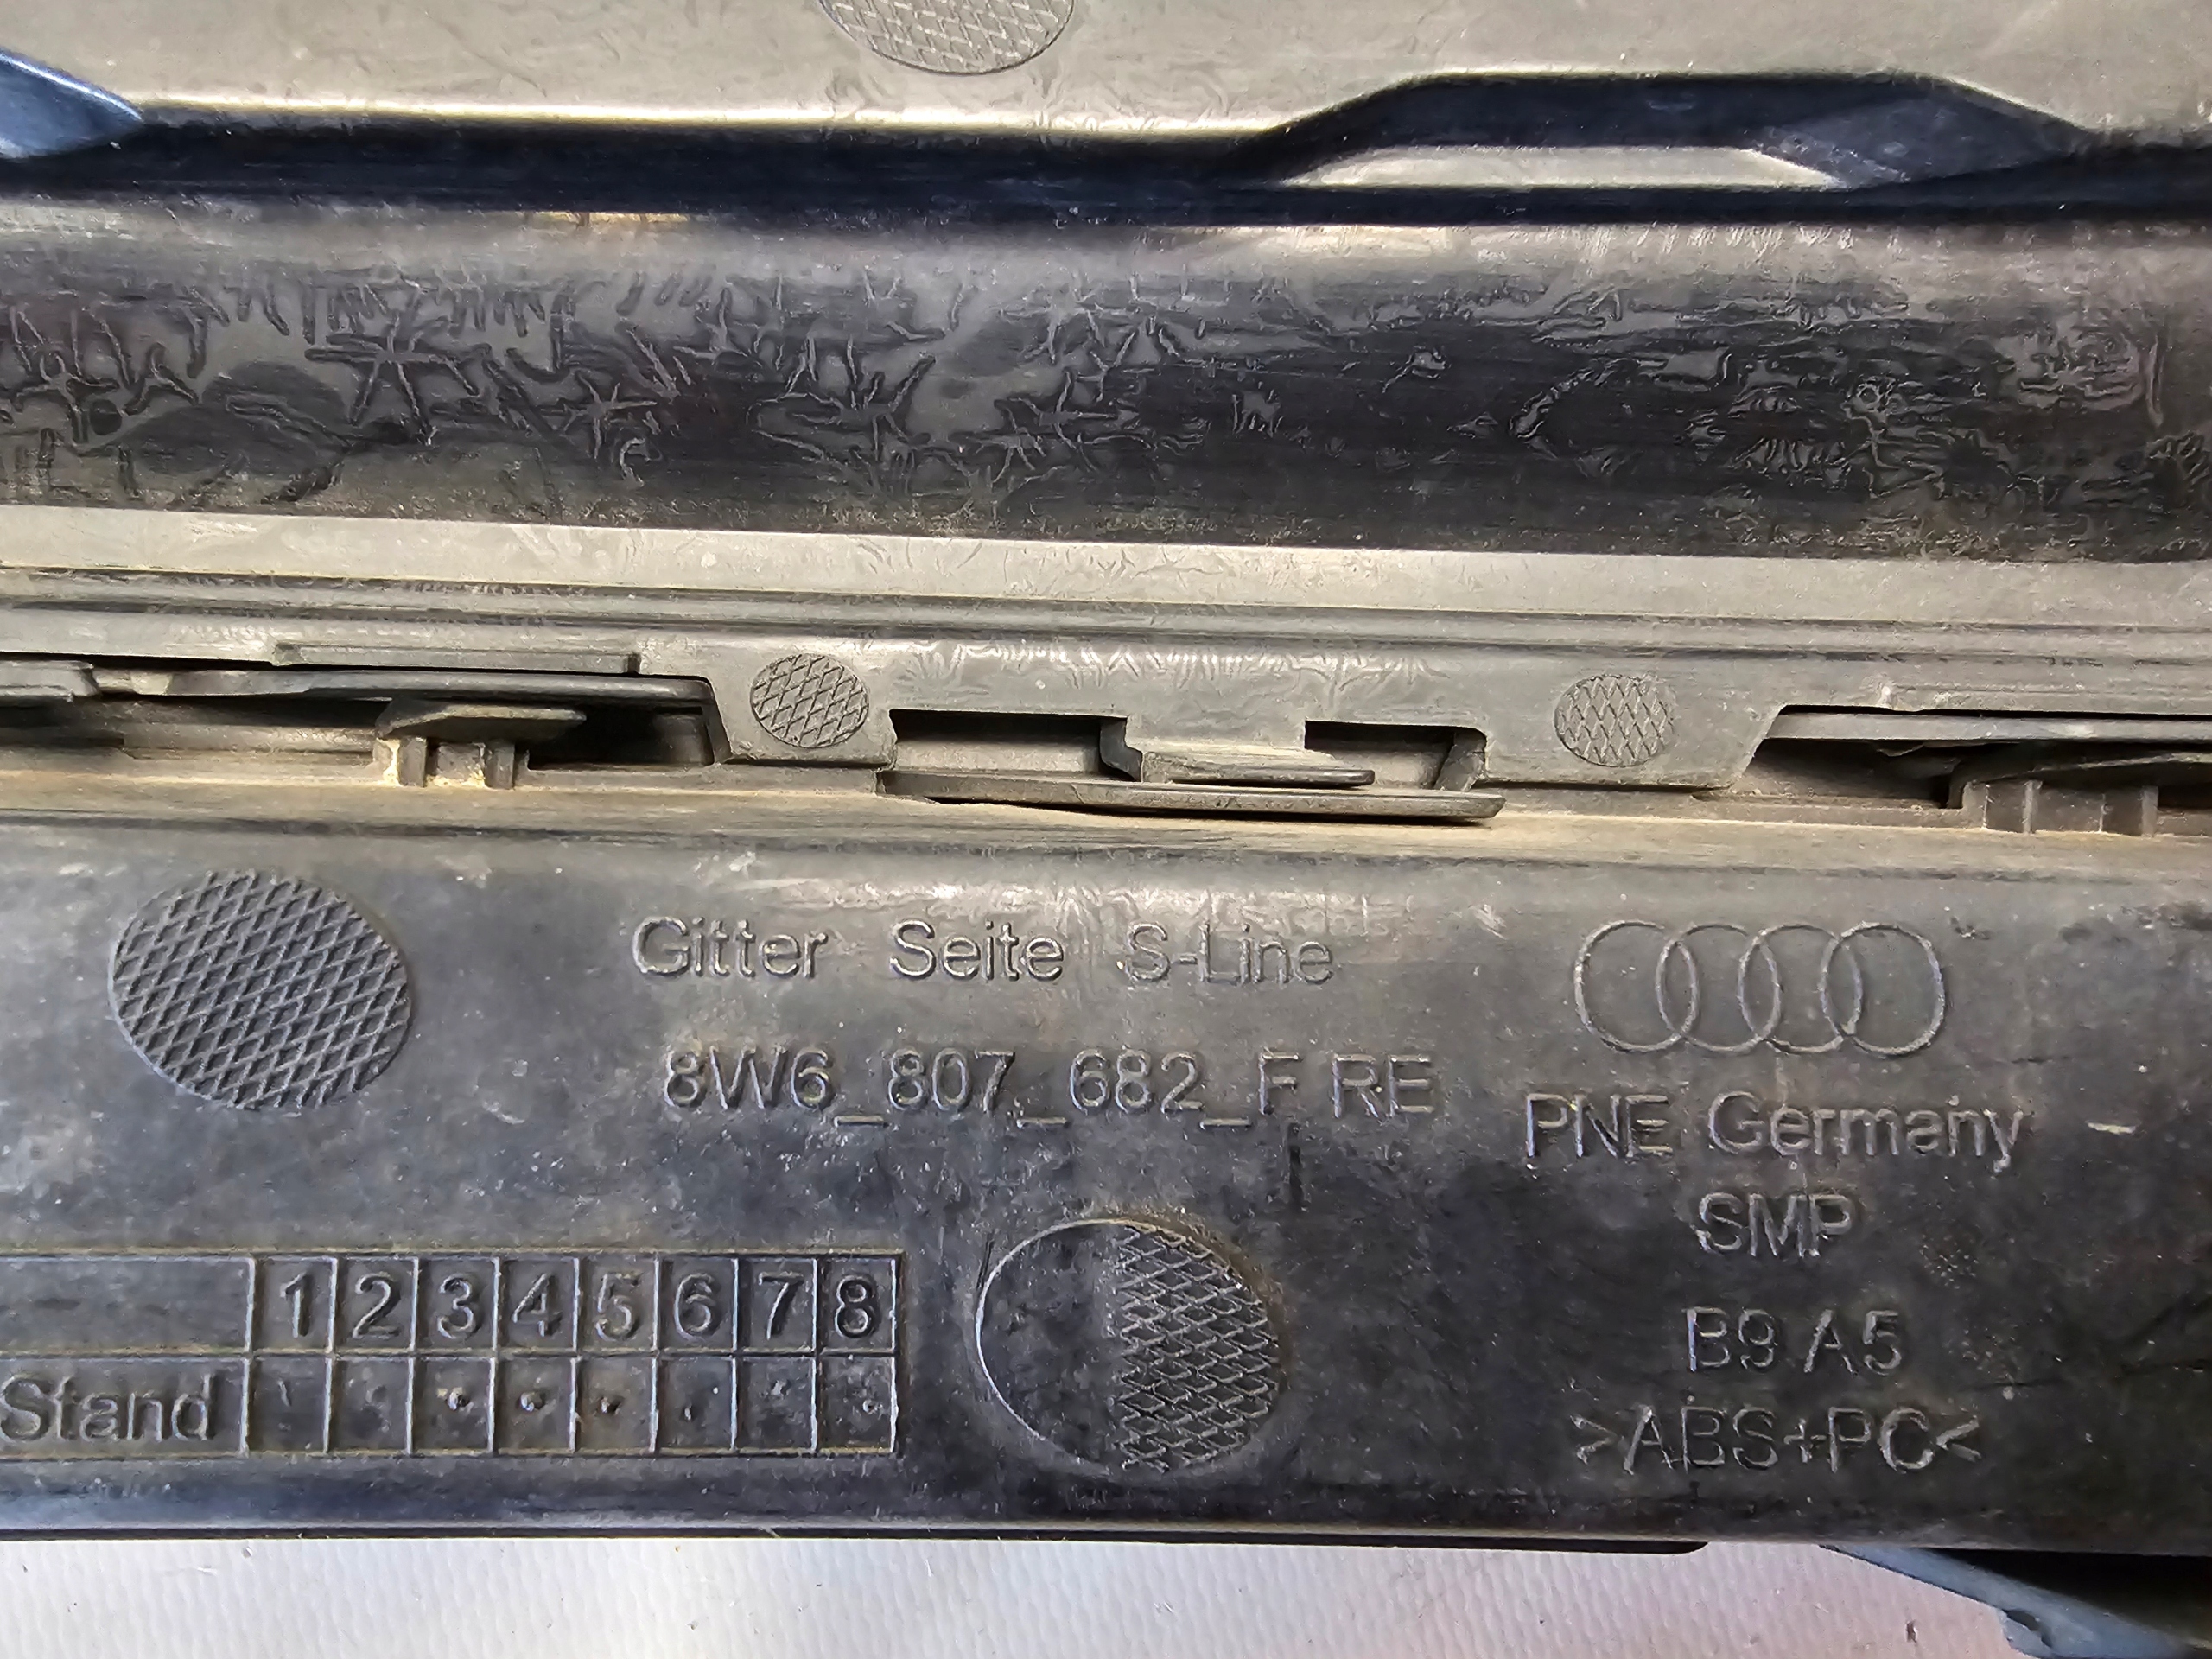 Gitter Seite S-Line
8W6_807_682_F RE
PNE Germany
SMP
B9 A5
>ABS+PC<
1 2 3 4 5 6 7 8
Stand